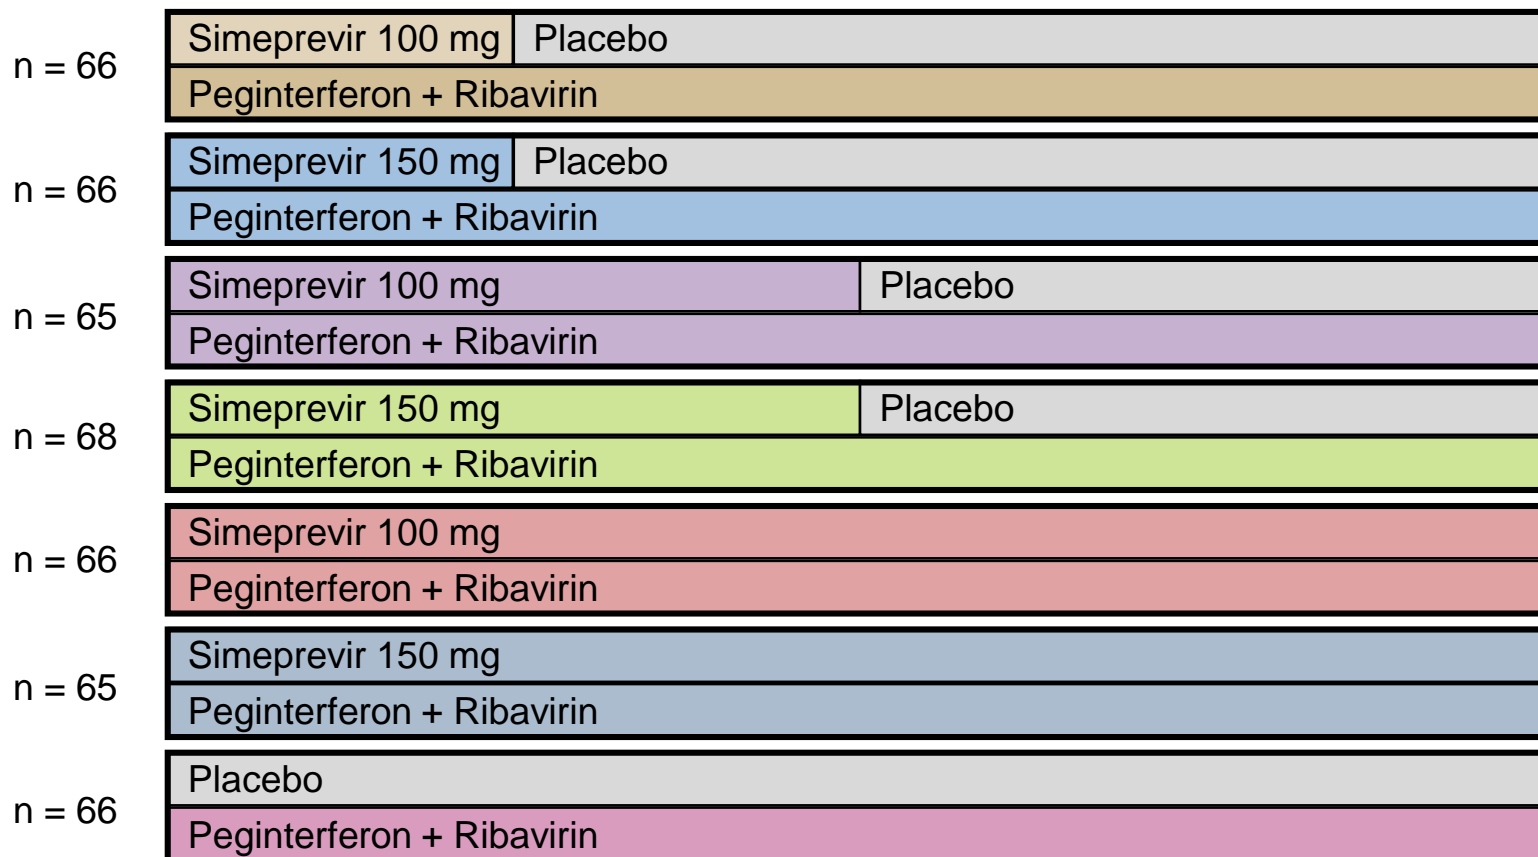 n = 66
Simeprevir 100 mg Placebo
Peginterferon + Ribavirin
n = 66
Simeprevir 150 mg Placebo
Peginterferon + Ribavirin
n = 65
Simeprevir 100 mg Placebo
Peginterferon + Ribavirin
n = 68
Simeprevir 150 mg Placebo
Peginterferon + Ribavirin
n = 66
Simeprevir 100 mg
Peginterferon + Ribavirin
n = 65
Simeprevir 150 mg
Peginterferon + Ribavirin
n = 66
Placebo
Peginterferon + Ribavirin